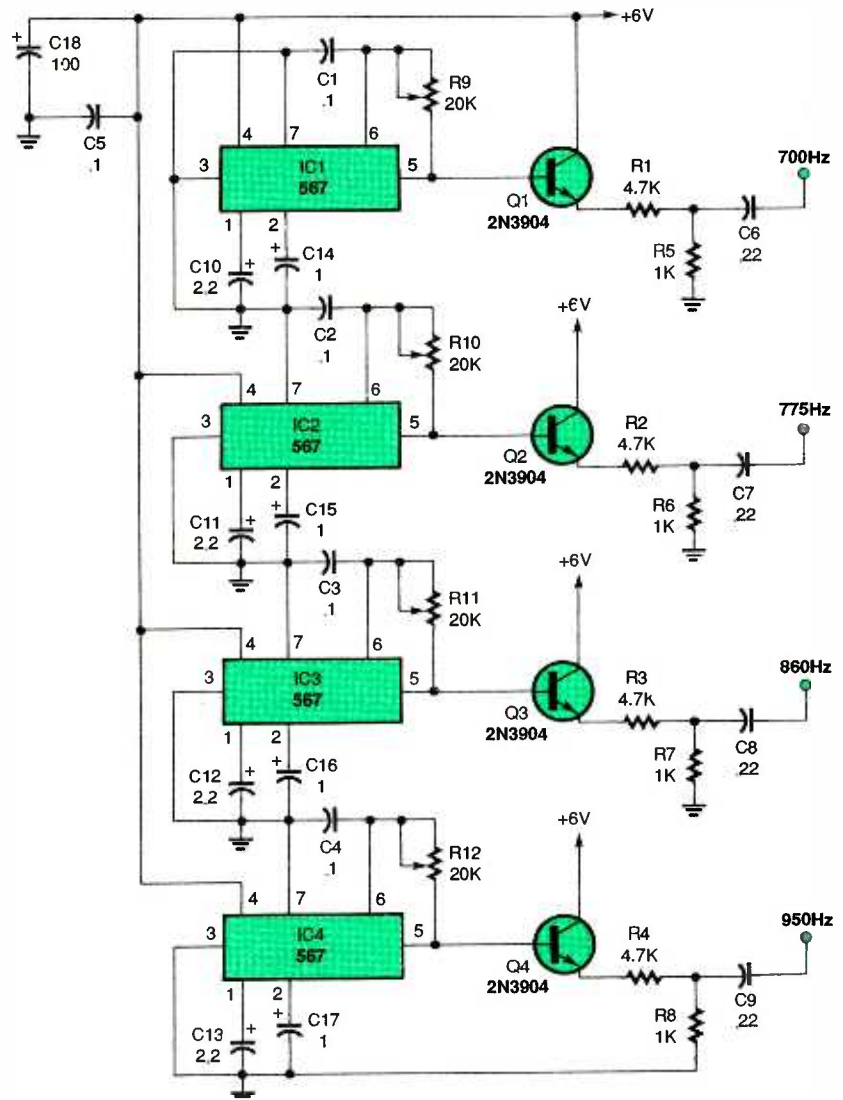 +6V
+
C18
100
C5
.1
C1
.1
R9
20K
4
7
6
3
IC1
567
5
1
2
Q1
2N3904
R1
4.7K
700Hz
R5
1K
C6
.22
C10
2.2
+
+
C14
1
C2
.1
R10
20K
+6V
4
7
6
3
IC2
567
5
1
2
Q2
2N3904
R2
4.7K
775Hz
R6
1K
C7
.22
C11
2.2
+
+
C15
1
C3
.1
R11
20K
+6V
4
7
6
3
IC3
567
5
1
2
Q3
2N3904
R3
4.7K
860Hz
R7
1K
C8
.22
C12
2.2
+
+
C16
1
C4
.1
R12
20K
+6V
4
7
6
3
IC4
567
5
1
2
Q4
2N3904
R4
4.7K
950Hz
R8
1K
C9
.22
C13
2.2
+
+
C17
1